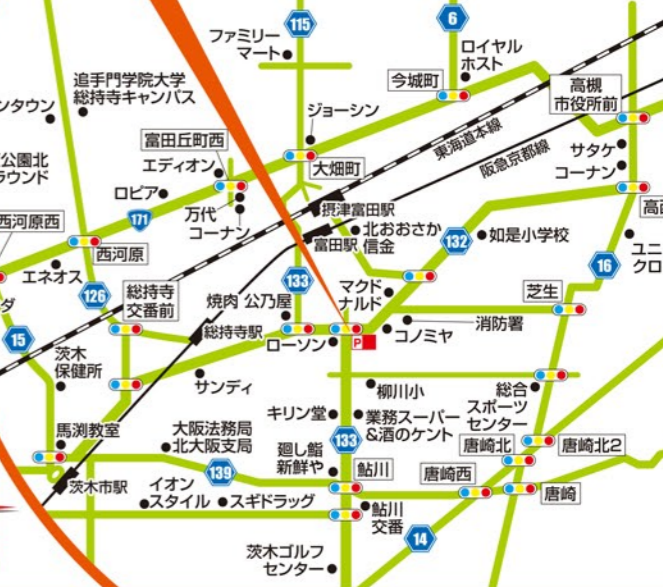 115
6
ファミリー
マート
ロイヤル
ホスト
今城町
高槻
市役所前
追手門学院大学
総持寺キャンパス
ンタウン
ジョーシン
富田丘町西
東海道本線
阪急京都線
サタケ
コーナン
公園北
ラウンド
エディオン
大畑町
ロピア
万代
コーナン
171
摂津富田駅
北おおさか
信金
富田駅
132
如是小学校
西河原西
西河原
16
ユニ
クロ
エネオス
126
133
総持寺
交番前
焼肉 公乃屋
マクド
ナルド
芝生
15
総持寺駅
ローソン
P
コノミヤ
消防署
茨木
保健所
サンディ
柳川小
総合
スポーツ
センター
馬渕教室
大阪法務局
北大阪支局
キリン堂
業務スーパー
&酒のケント
133
廻し鮨
新鮮や
唐崎北
唐崎北2
139
鮎川
唐崎西
唐崎
茨木市駅
イオン
スタイル
スギドラッグ
鮎川
交番
14
茨木ゴルフ
センター